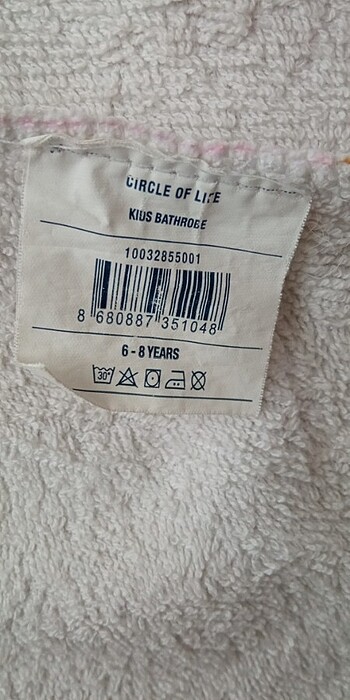 CIRCLE OF LIFE
KIDS BATHROBE
10032855001
8 680887 351048
6 - 8 YEARS
30°